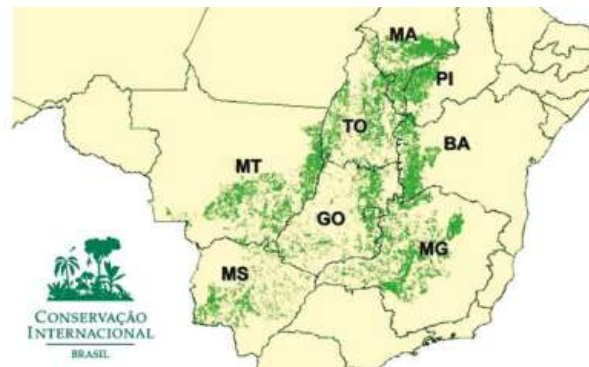 MA
PI
TO
BA
MT
GO
MG
MS
CONSERVAÇÃO
INTERNACIONAL
BRASIL